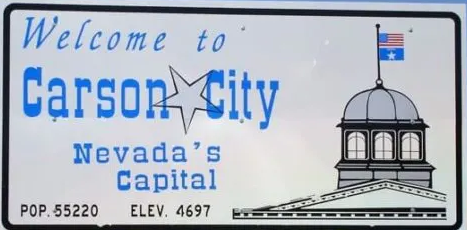 Welcome to
Carson City
Nevada's
Capital
POP. 55220 ELEV. 4697